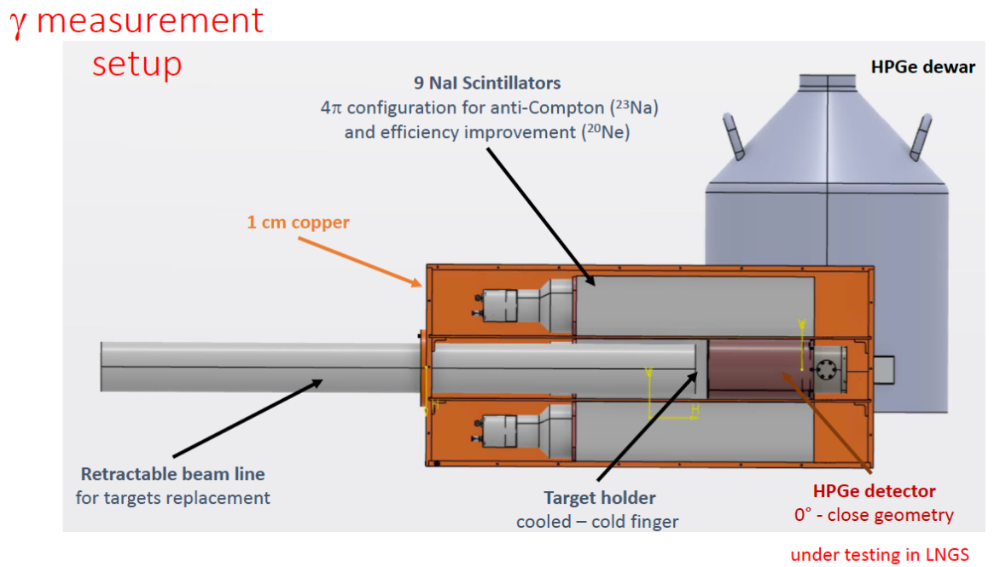 γ measurement
setup
HPGe dewar
9 NaI Scintillators
4π configuration for anti-Compton (²³Na)
and efficiency improvement (²⁰Ne)
1 cm copper
Retractable beam line
for targets replacement
Target holder
cooled – cold finger
HPGe detector
0° - close geometry
under testing in LNGS